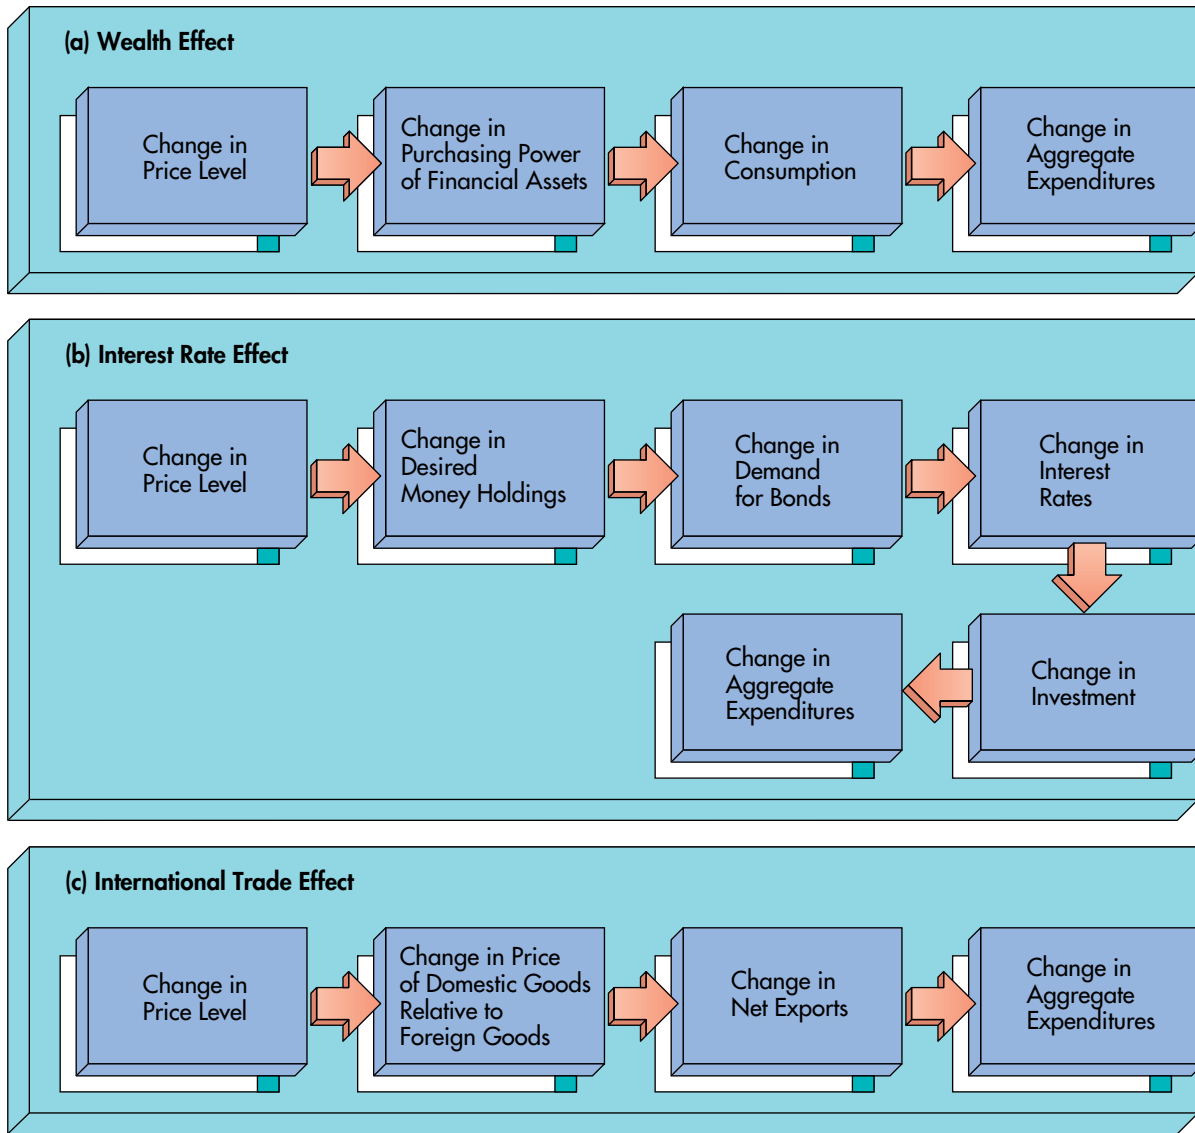 (a) Wealth Effect
Change in
Price Level
Change in
Purchasing Power
of Financial Assets
Change in
Consumption
Change in
Aggregate
Expenditures
(b) Interest Rate Effect
Change in
Price Level
Change in
Desired
Money Holdings
Change in
Demand
for Bonds
Change in
Interest
Rates
Change in
Investment
Change in
Aggregate
Expenditures
(c) International Trade Effect
Change in
Price Level
Change in Price
of Domestic Goods
Relative to
Foreign Goods
Change in
Net Exports
Change in
Aggregate
Expenditures